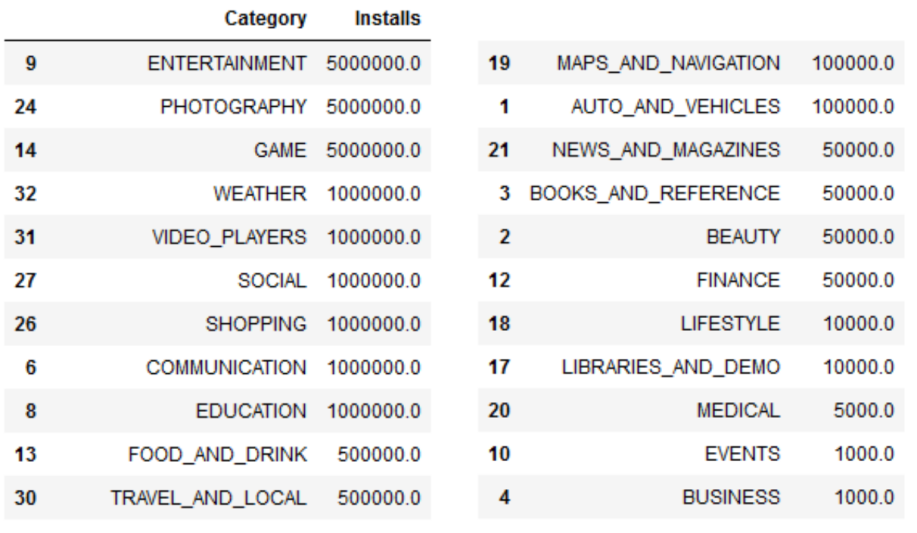 Category Installs
9 ENTERTAINMENT 5000000.0
24 PHOTOGRAPHY 5000000.0
14 GAME 5000000.0
32 WEATHER 1000000.0
31 VIDEO_PLAYERS 1000000.0
27 SOCIAL 1000000.0
26 SHOPPING 1000000.0
6 COMMUNICATION 1000000.0
8 EDUCATION 1000000.0
13 FOOD_AND_DRINK 500000.0
30 TRAVEL_AND_LOCAL 500000.0
19 MAPS_AND_NAVIGATION 100000.0
1 AUTO_AND_VEHICLES 100000.0
21 NEWS_AND_MAGAZINES 50000.0
3 BOOKS_AND_REFERENCE 50000.0
2 BEAUTY 50000.0
12 FINANCE 50000.0
18 LIFESTYLE 10000.0
17 LIBRARIES_AND_DEMO 10000.0
20 MEDICAL 5000.0
10 EVENTS 1000.0
4 BUSINESS 1000.0